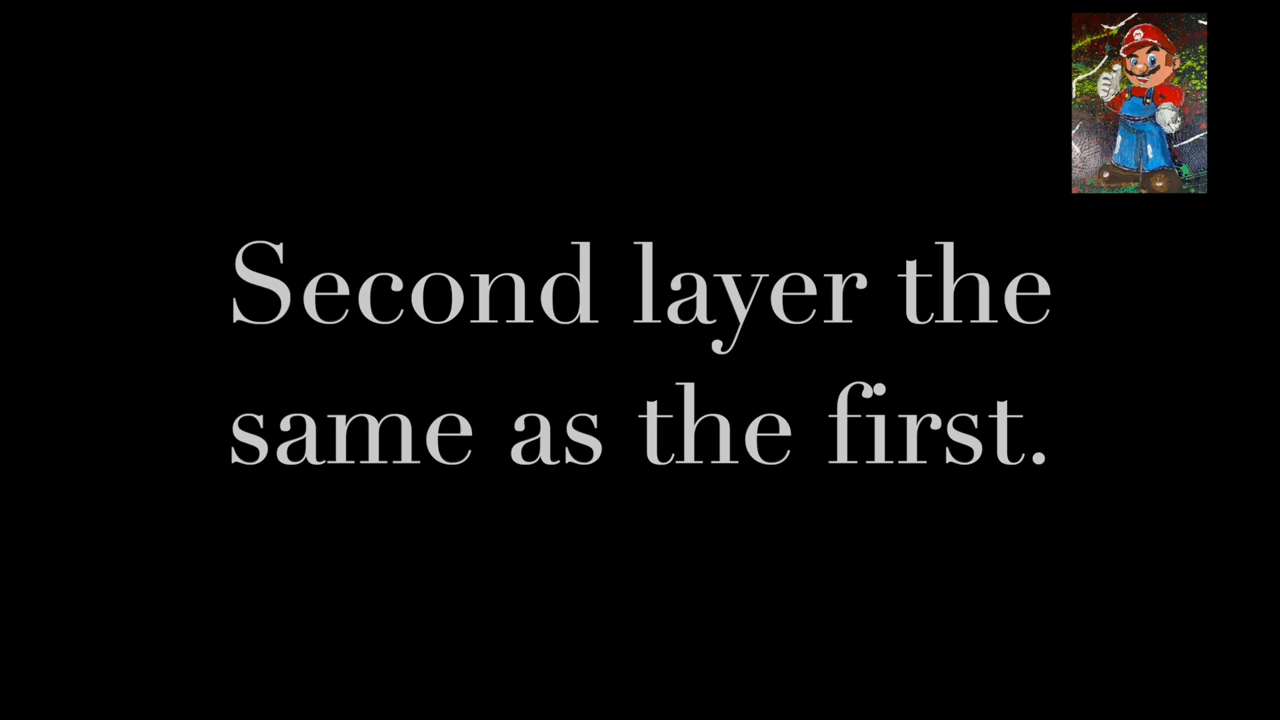 Second layer the
same as the first.